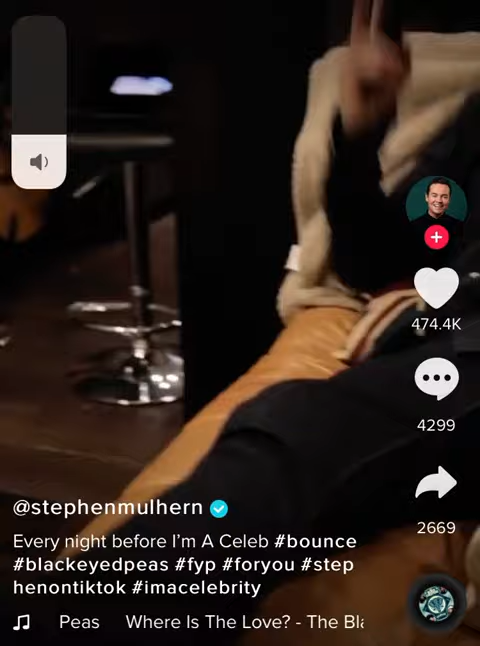 474.4K
4299
2669
@stephenmulhern
Every night before I'm A Celeb #bounce
#blackeyedpeas #fyp #foryou #step
henontiktok #imacelebrity
Peas Where Is The Love? - The Bla